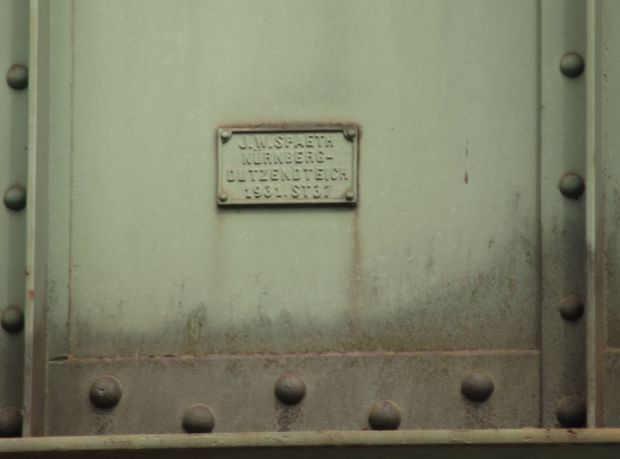 J.W.SPAETH
NÜRNBERG-
DUTZENDTEICH
1931. ST37